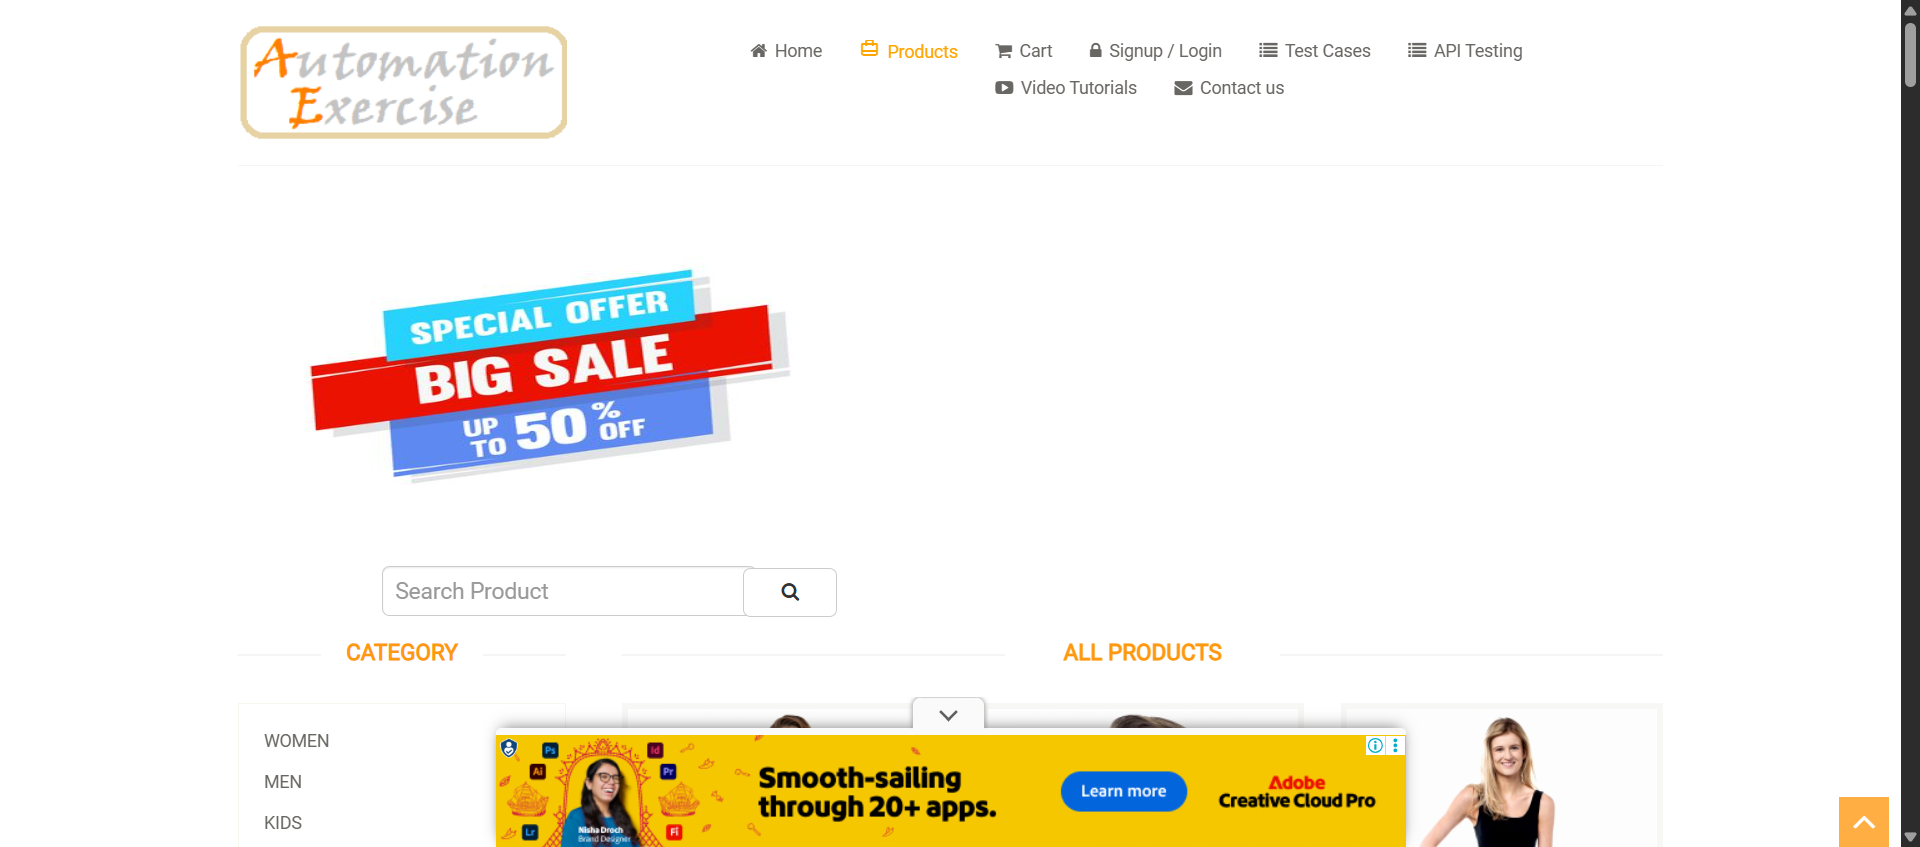 Automation
Exercise
Home
Products
Cart
Signup / Login
Test Cases
API Testing
Video Tutorials
Contact us
SPECIAL OFFER
BIG SALE
UP TO 50% OFF
Search Product
CATEGORY
ALL PRODUCTS
WOMEN
MEN
KIDS
Ps
Id
Ai
Pr
Lr
Fi
Nisha Droch
Brand Designer
Smooth-sailing
through 20+ apps.
Learn more
Adobe
Creative Cloud Pro